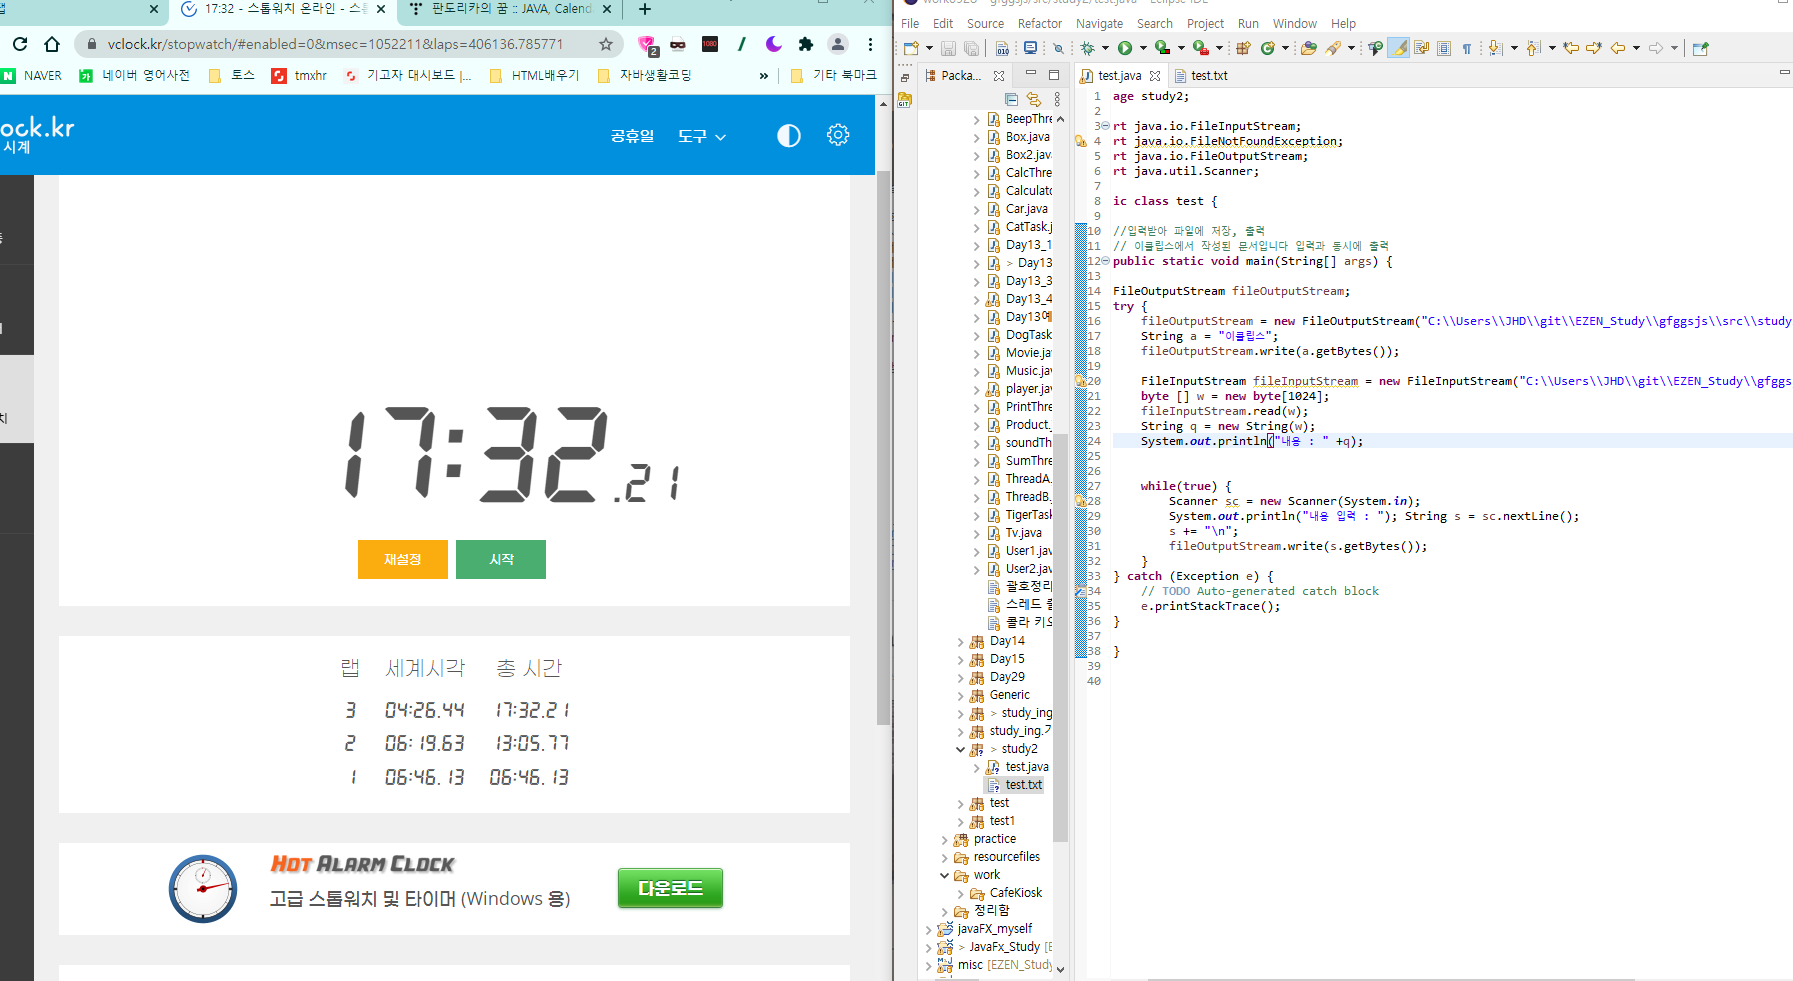 17:32 - 스톱워치 온라인 - 스
판도리카의 꿈 :: JAVA, Calend
vclock.kr/stopwatch/#enabled=0&msec=1052211&laps=406136.785771
2
1080
NAVER
네이버 영어사전
토스
tmxhr
기고자 대시보드 |...
HTML배우기
자바생활코딩
»
기타 북마크
ock.kr
시계
공휴일
도구
17:32.21
재설정
시작
랩 세계시각 총 시간
3 04:26.44 17:32.21
2 06:19.63 13:05.77
1 06:46.13 06:46.13
HOT ALARM CLOCK
고급 스톱워치 및 타이머 (Windows 용)
다운로드
File Edit Source Refactor Navigate Search Project Run Window Help
Packa...
BeepThre
Box.java
Box2.java
CalcThre
Calculato
Car.java
CatTask.j
Day13_1
> Day13
Day13_3
Day13_4
Day13예
DogTask
Movie.jav
Music.jav
player.jav
PrintThre
Product.
soundTh
SumThre
ThreadA.
ThreadB.
TigerTask
Tv.java
User1.jav
User2.jav
괄호정리
스레드 출
콜라 키오
Day14
Day15
Day29
Generic
> study_ing
study_ing.기
> study2
test.java
test.txt
test
test1
practice
resourcefiles
work
CafeKiosk
정리함
javaFX_myself
> JavaFx_Study [E
misc [EZEN_Study
test.java
test.txt
1 age study2;
2
3 rt java.io.FileInputStream;
4 rt java.io.FileNotFoundException;
5 rt java.io.FileOutputStream;
6 rt java.util.Scanner;
7
8 ic class test {
9
10 //입력받아 파일에 저장, 출력
11 // 이클립스에서 작성된 문서입니다 입력과 동시에 출력
12 public static void main(String[] args) {
13
14 FileOutputStream fileOutputStream;
15 try {
16 fileOutputStream = new FileOutputStream("C:\\Users\\JHD\\git\\EZEN_Study\\gfggsjs\\src\\study
17 String a = "이클립스";
18 fileOutputStream.write(a.getBytes());
19
20 FileInputStream fileInputStream = new FileInputStream("C:\\Users\\JHD\\git\\EZEN_Study\\gfggs
21 byte [] w = new byte[1024];
22 fileInputStream.read(w);
23 String q = new String(w);
24 System.out.println("내용 : " +q);
25
26
27 while(true) {
28 Scanner sc = new Scanner(System.in);
29 System.out.println("내용 입력 : "); String s = sc.nextLine();
30 s += "\n";
31 fileOutputStream.write(s.getBytes());
32 }
33 } catch (Exception e) {
34 // TODO Auto-generated catch block
35 e.printStackTrace();
36 }
37
38 }
39
40